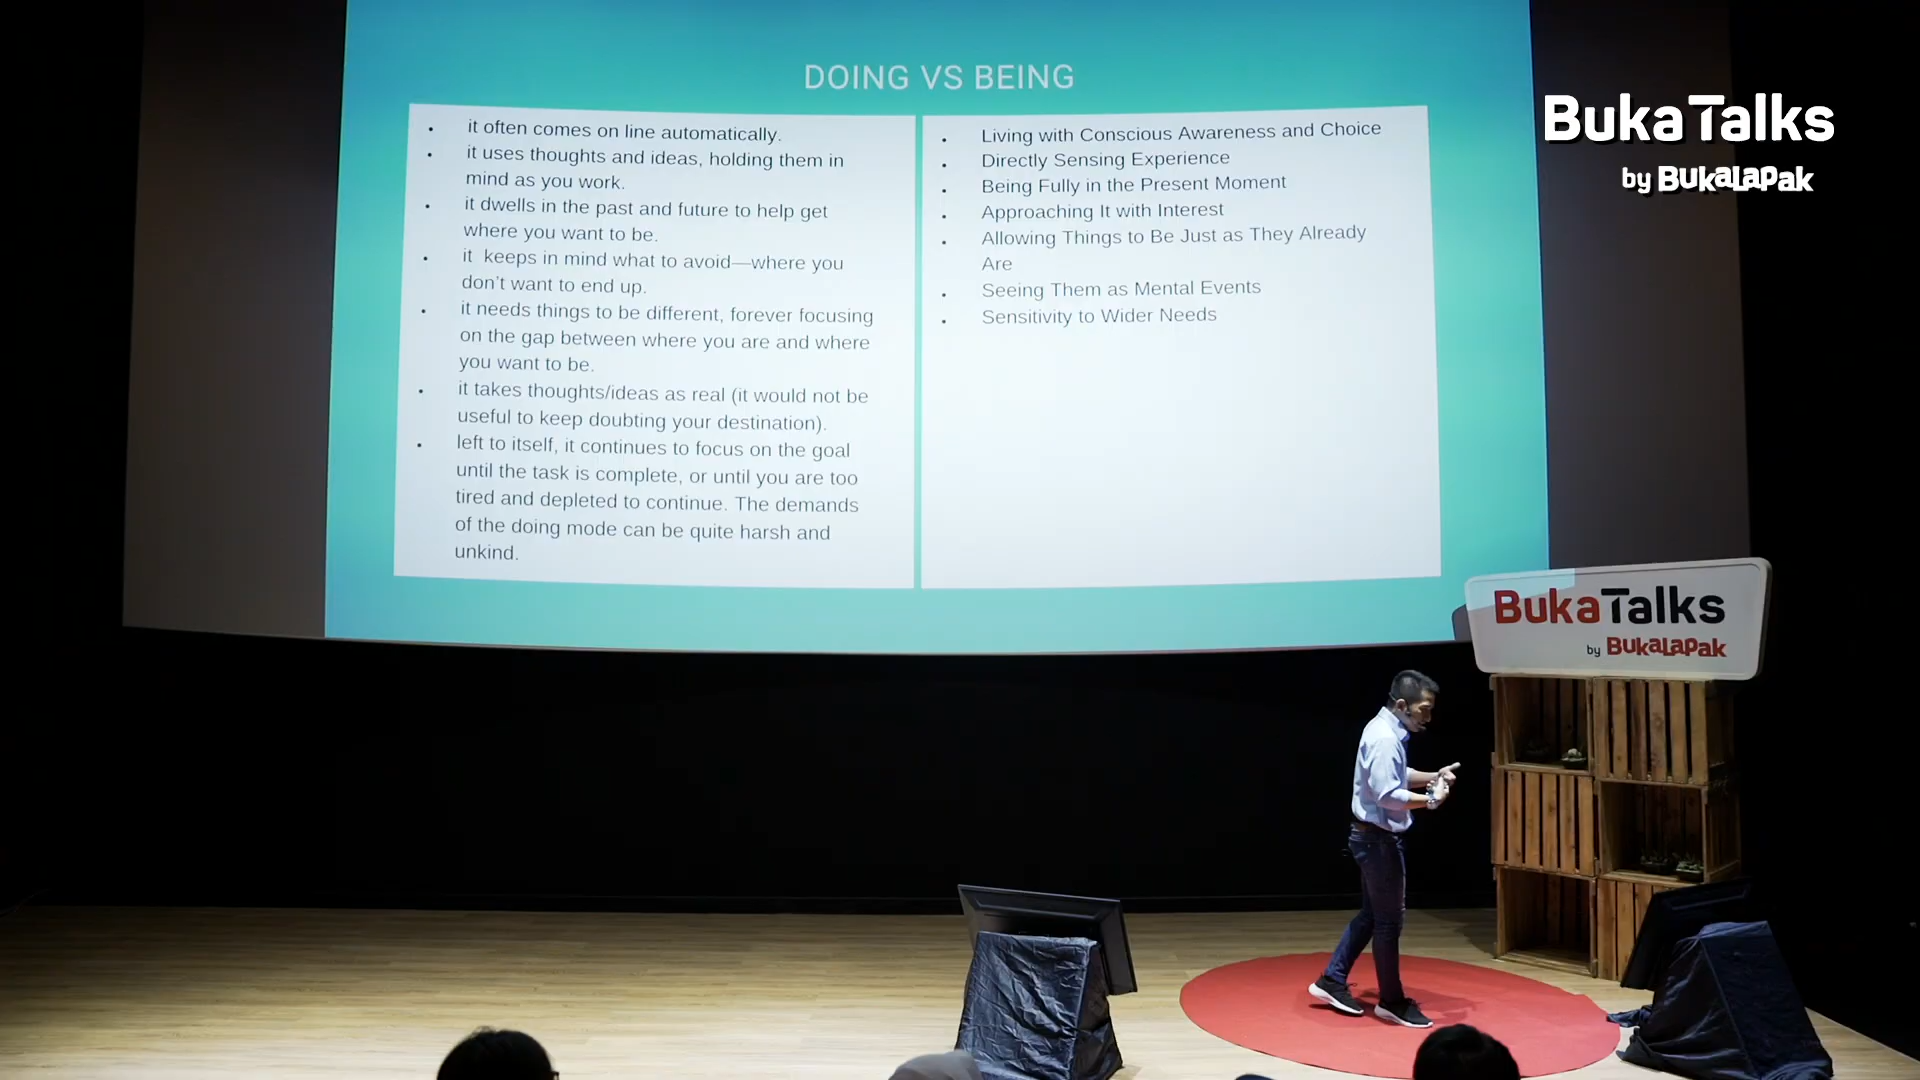 DOING VS BEING
• it often comes on line automatically.
• it uses thoughts and ideas, holding them in
mind as you work.
• it dwells in the past and future to help get
where you want to be.
• it  keeps in mind what to avoid—where you
don't want to end up.
• it needs things to be different, forever focusing
on the gap between where you are and where
you want to be.
• it takes thoughts/ideas as real (it would not be
useful to keep doubting your destination).
• left to itself, it continues to focus on the goal
until the task is complete, or until you are too
tired and depleted to continue. The demands
of the doing mode can be quite harsh and
unkind.
• Living with Conscious Awareness and Choice
• Directly Sensing Experience
• Being Fully in the Present Moment
• Approaching It with Interest
• Allowing Things to Be Just as They Already
Are
• Seeing Them as Mental Events
• Sensitivity to Wider Needs
BukaTalks
by BukaLapak
BukaTalks
by BukaLapak